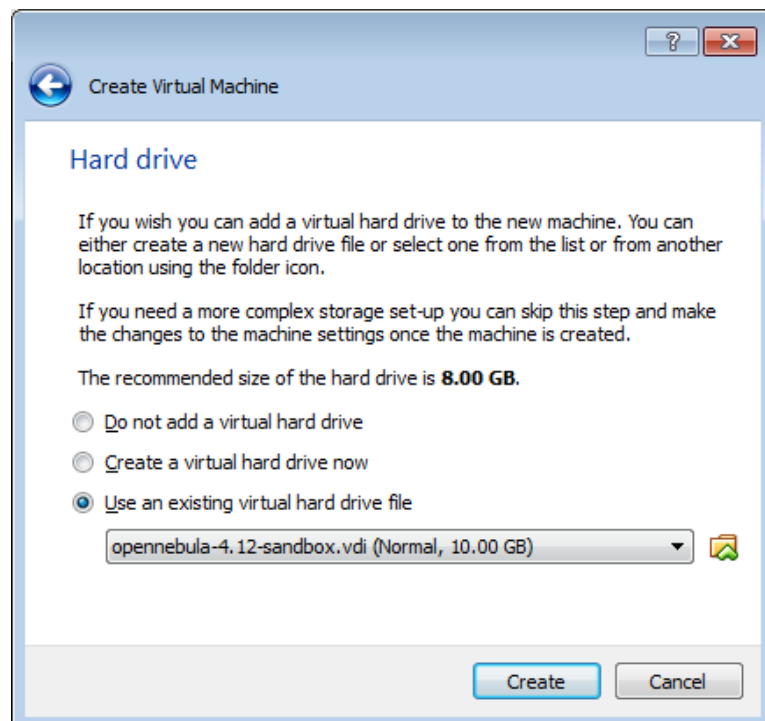 ?
Create Virtual Machine
Hard drive
If you wish you can add a virtual hard drive to the new machine. You can
either create a new hard drive file or select one from the list or from another
location using the folder icon.
If you need a more complex storage set-up you can skip this step and make
the changes to the machine settings once the machine is created.
The recommended size of the hard drive is 8.00 GB.
Do not add a virtual hard drive
Create a virtual hard drive now
Use an existing virtual hard drive file
opennebula-4.12-sandbox.vdi (Normal, 10.00 GB)
Create Cancel